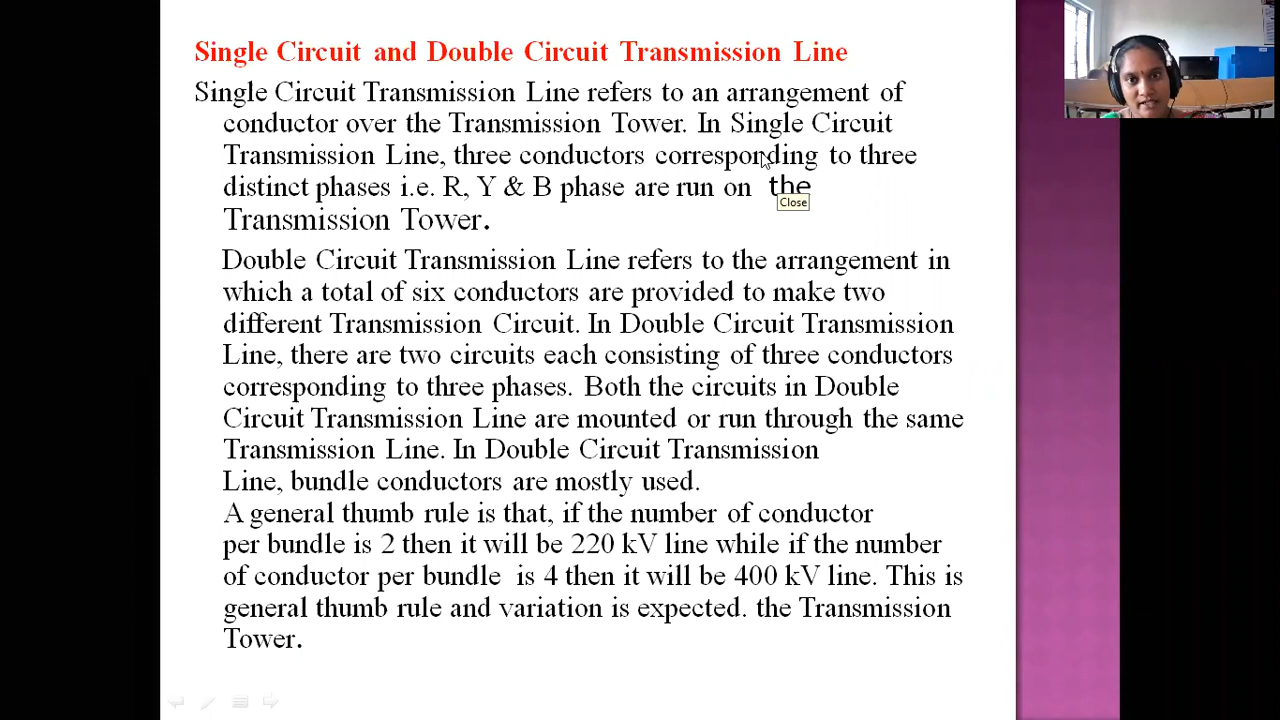 Single Circuit and Double Circuit Transmission Line
Single Circuit Transmission Line refers to an arrangement of
conductor over the Transmission Tower. In Single Circuit
Transmission Line, three conductors corresponding to three
distinct phases i.e. R, Y & B phase are run on the
Close
Transmission Tower.
Double Circuit Transmission Line refers to the arrangement in
which a total of six conductors are provided to make two
different Transmission Circuit. In Double Circuit Transmission
Line, there are two circuits each consisting of three conductors
corresponding to three phases. Both the circuits in Double
Circuit Transmission Line are mounted or run through the same
Transmission Line. In Double Circuit Transmission
Line, bundle conductors are mostly used.
A general thumb rule is that, if the number of conductor
per bundle is 2 then it will be 220 kV line while if the number
of conductor per bundle is 4 then it will be 400 kV line. This is
general thumb rule and variation is expected. the Transmission
Tower.